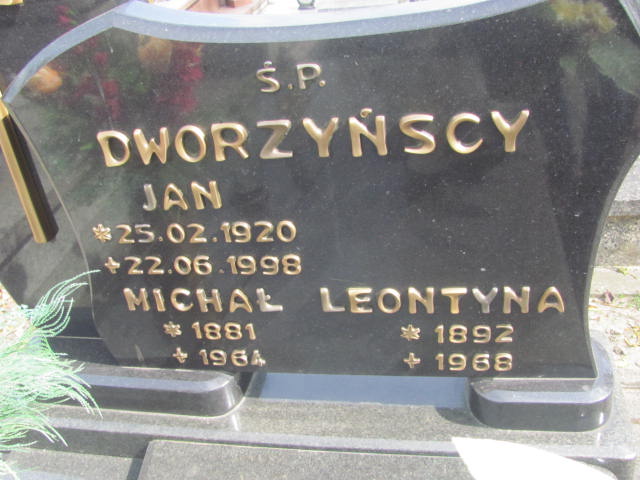 Ś.P.
DWORZYŃSCY
JAN
* 25.02.1920
+ 22.06.1998
MICHAŁ LEONTYNA
* 1881 * 1892
+ 1964 + 1968